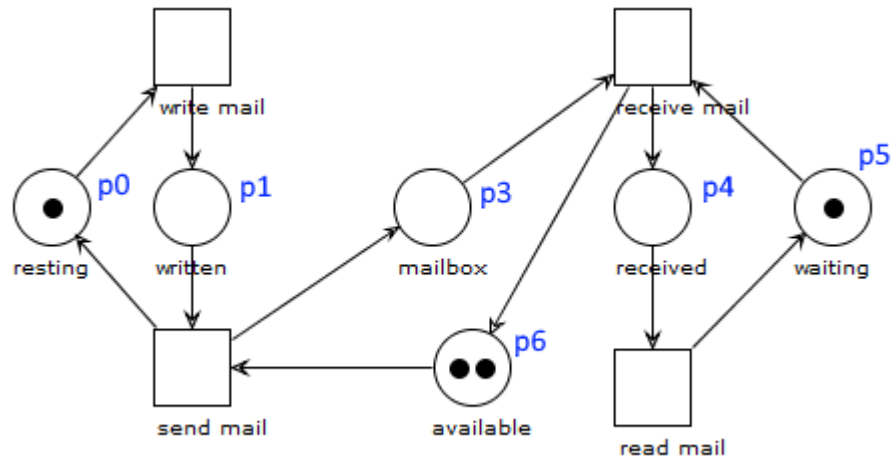 write mail
receive mail
p0
p1
p3
p4
p5
resting
written
mailbox
received
waiting
p6
send mail
available
read mail